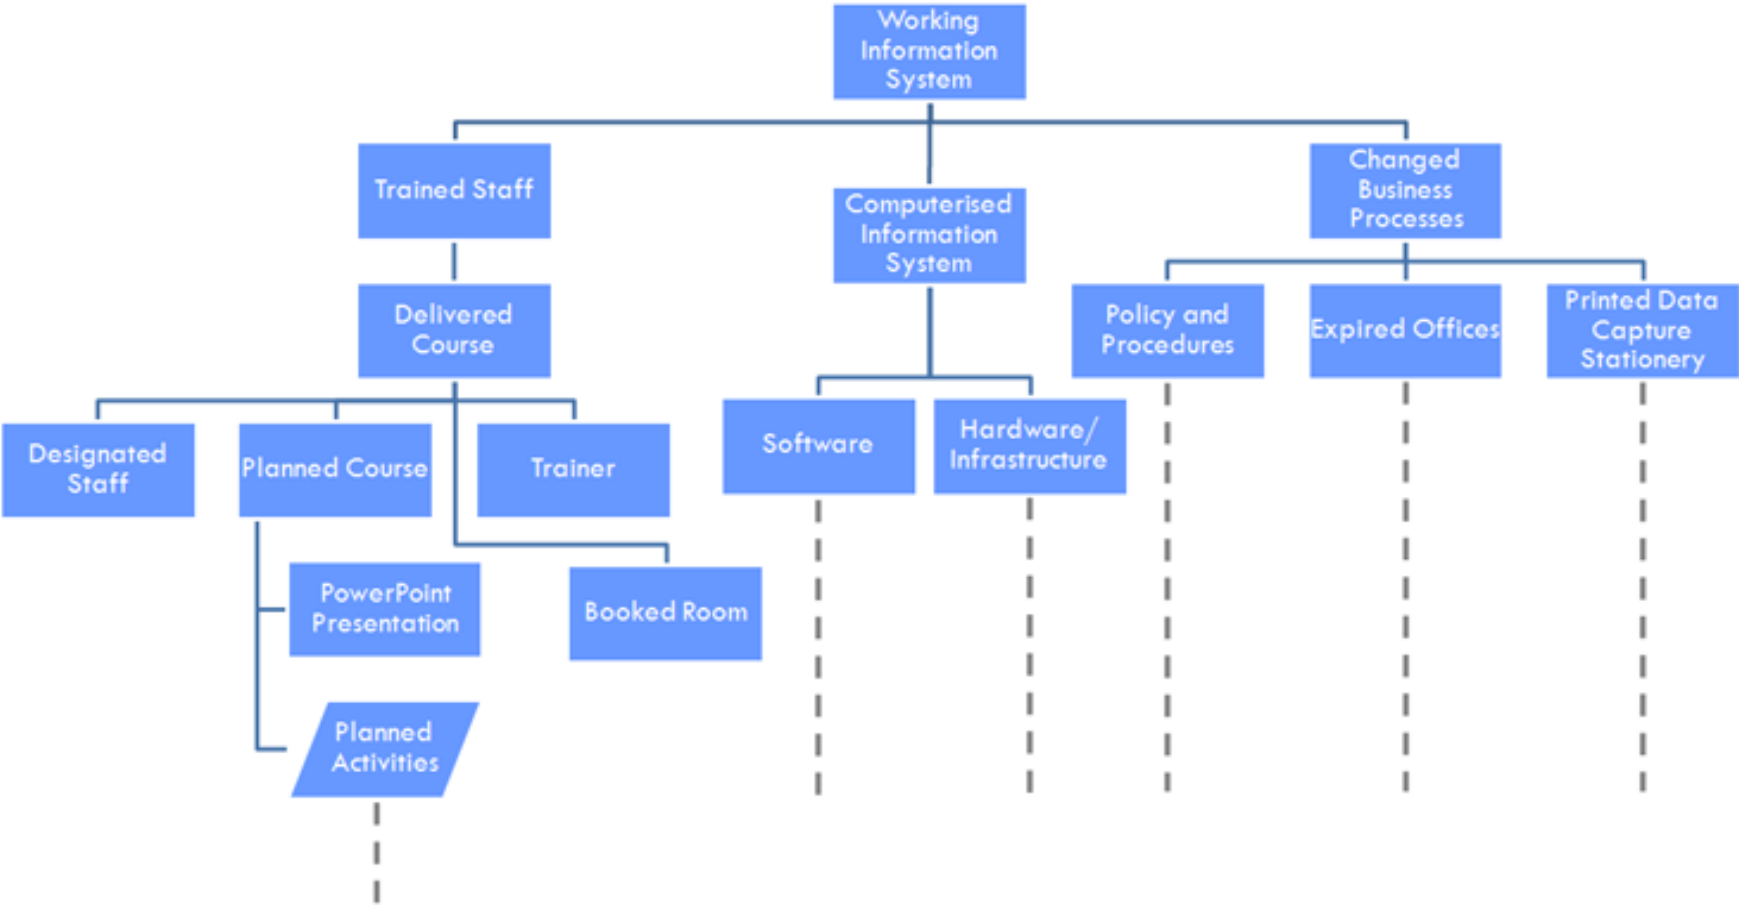 Working
Information
System
Trained Staff
Computerised
Information
System
Changed
Business
Processes
Delivered
Course
Policy and
Procedures
Expired Offices
Printed Data
Capture
Stationery
Designated
Staff
Planned Course
Trainer
Software
Hardware/
Infrastructure
PowerPoint
Presentation
Booked Room
Planned
Activities